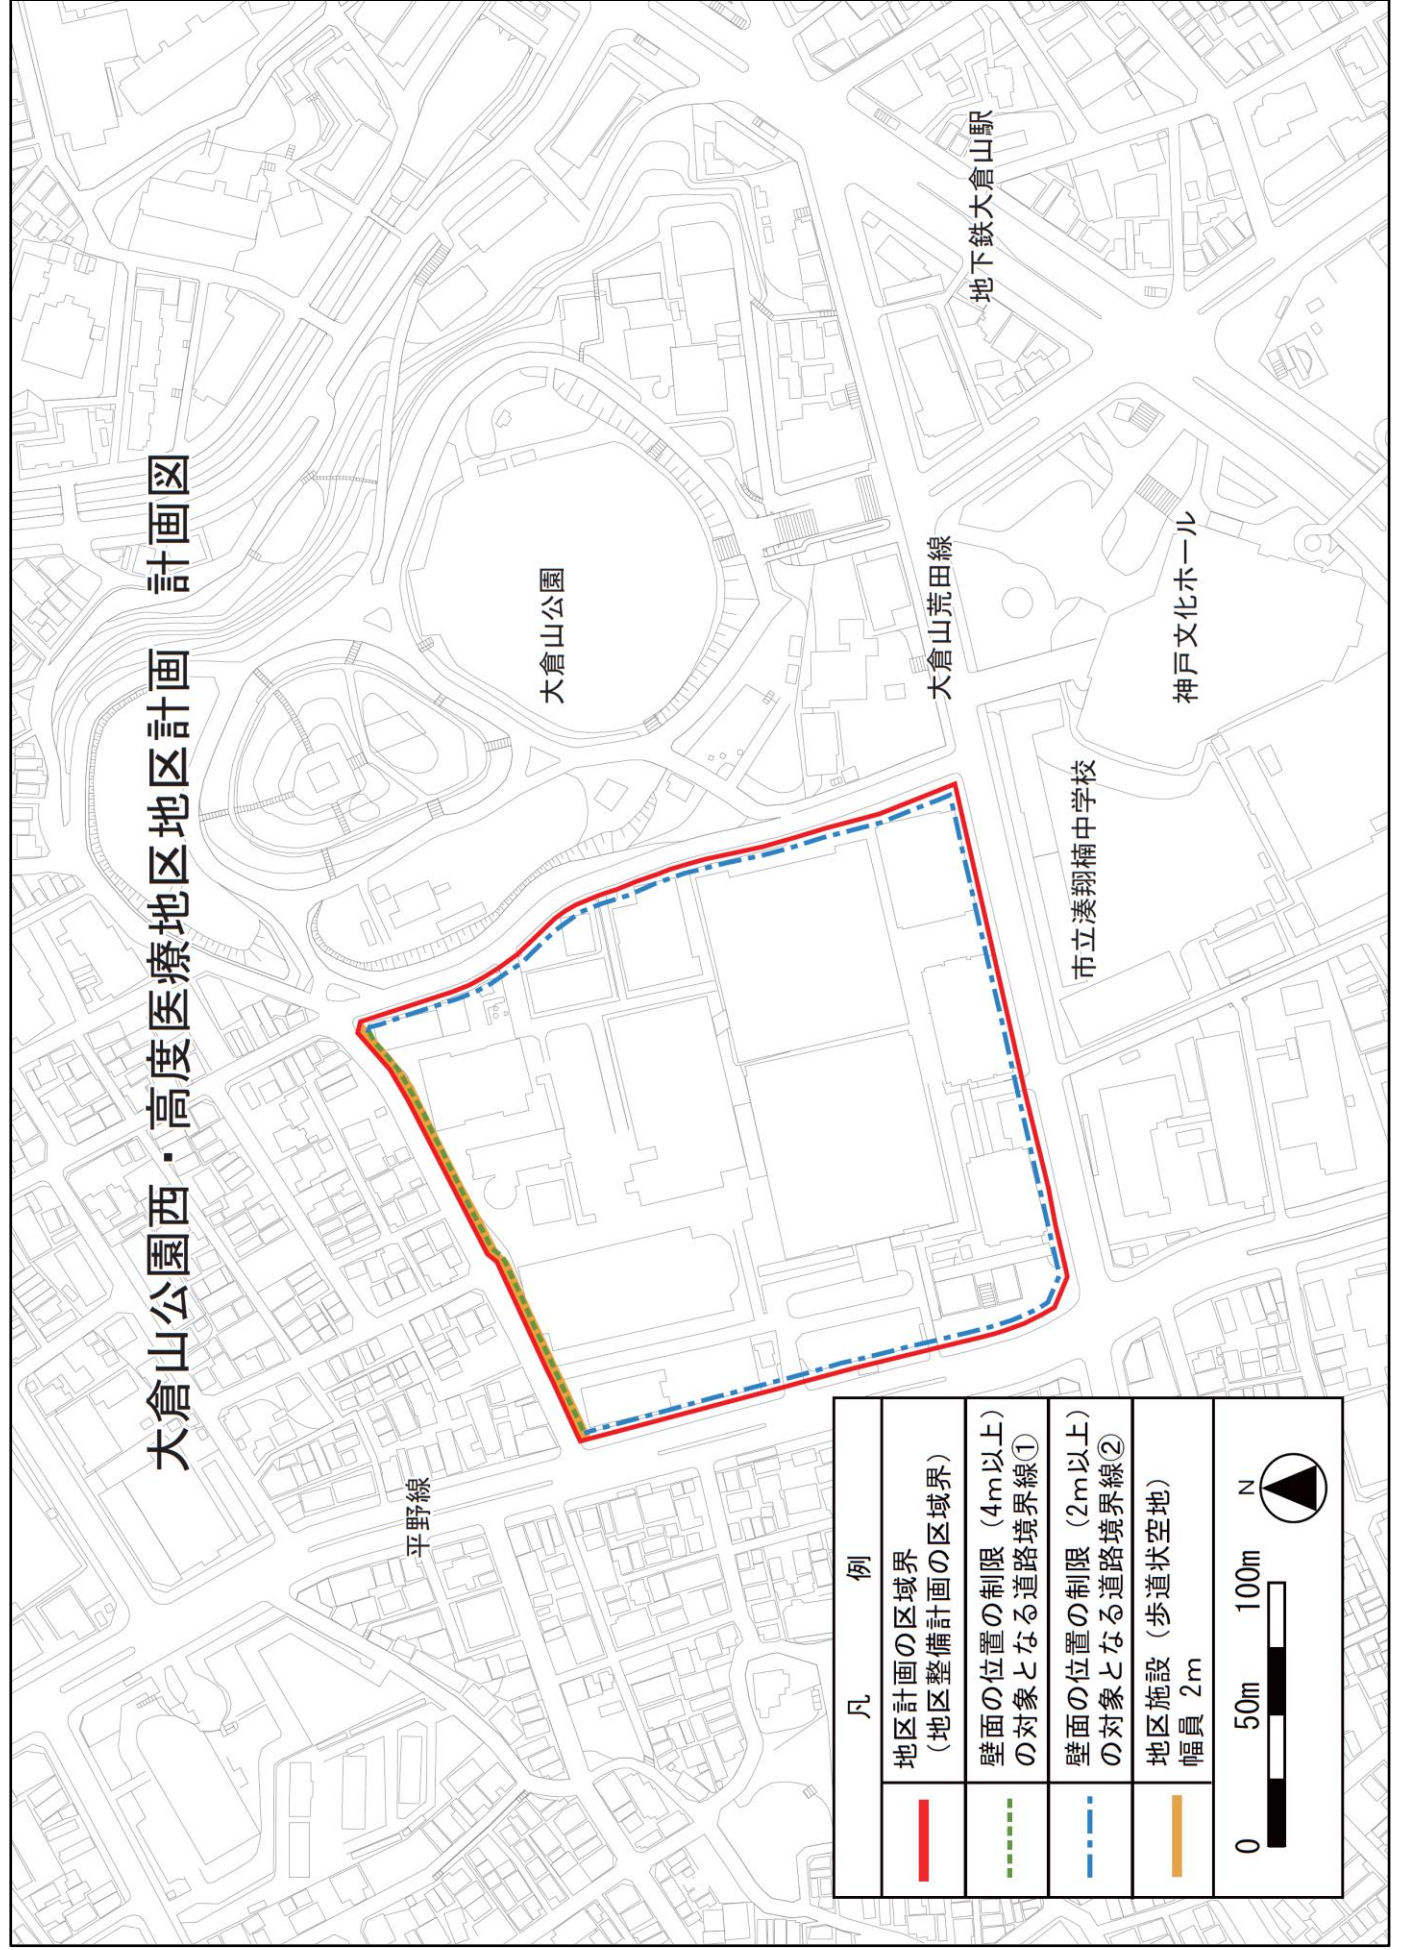 大倉山公園西・高度医療地区地区計画　計画図
平野線
大倉山公園
大倉山荒田線
地下鉄大倉山駅
市立湊翔楠中学校
神戸文化ホール
凡　例
地区計画の区域界
（地区整備計画の区域界）
壁面の位置の制限（4m以上）
の対象となる道路境界線①
壁面の位置の制限（2m以上）
の対象となる道路境界線②
地区施設（歩道状空地）
幅員 2m
0 50m 100m
N